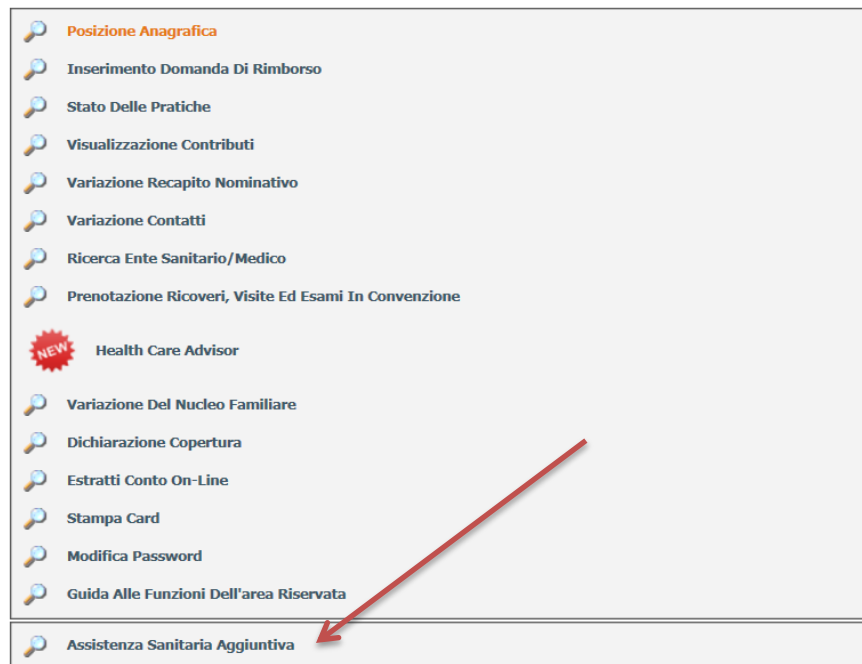 Posizione Anagrafica
Inserimento Domanda Di Rimborso
Stato Delle Pratiche
Visualizzazione Contributi
Variazione Recapito Nominativo
Variazione Contatti
Ricerca Ente Sanitario/Medico
Prenotazione Ricoveri, Visite Ed Esami In Convenzione
NEW Health Care Advisor
Variazione Del Nucleo Familiare
Dichiarazione Copertura
Estratti Conto On-Line
Stampa Card
Modifica Password
Guida Alle Funzioni Dell'area Riservata
Assistenza Sanitaria Aggiuntiva